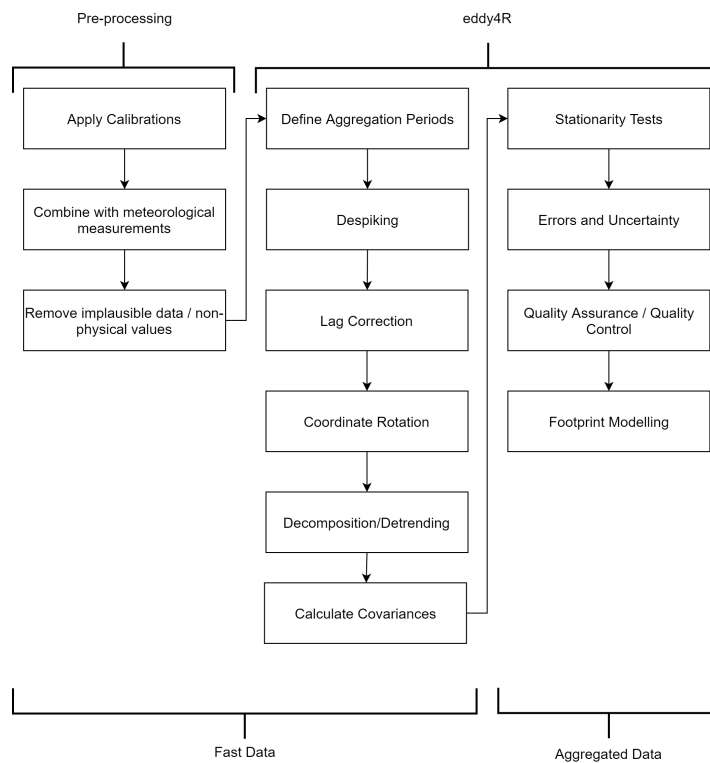 Pre-processing
eddy4R
Apply Calibrations
Combine with meteorological
measurements
Remove implausible data / non-
physical values
Define Aggregation Periods
Despiking
Lag Correction
Coordinate Rotation
Decomposition/Detrending
Calculate Covariances
Stationarity Tests
Errors and Uncertainty
Quality Assurance / Quality
Control
Footprint Modelling
Fast Data
Aggregated Data